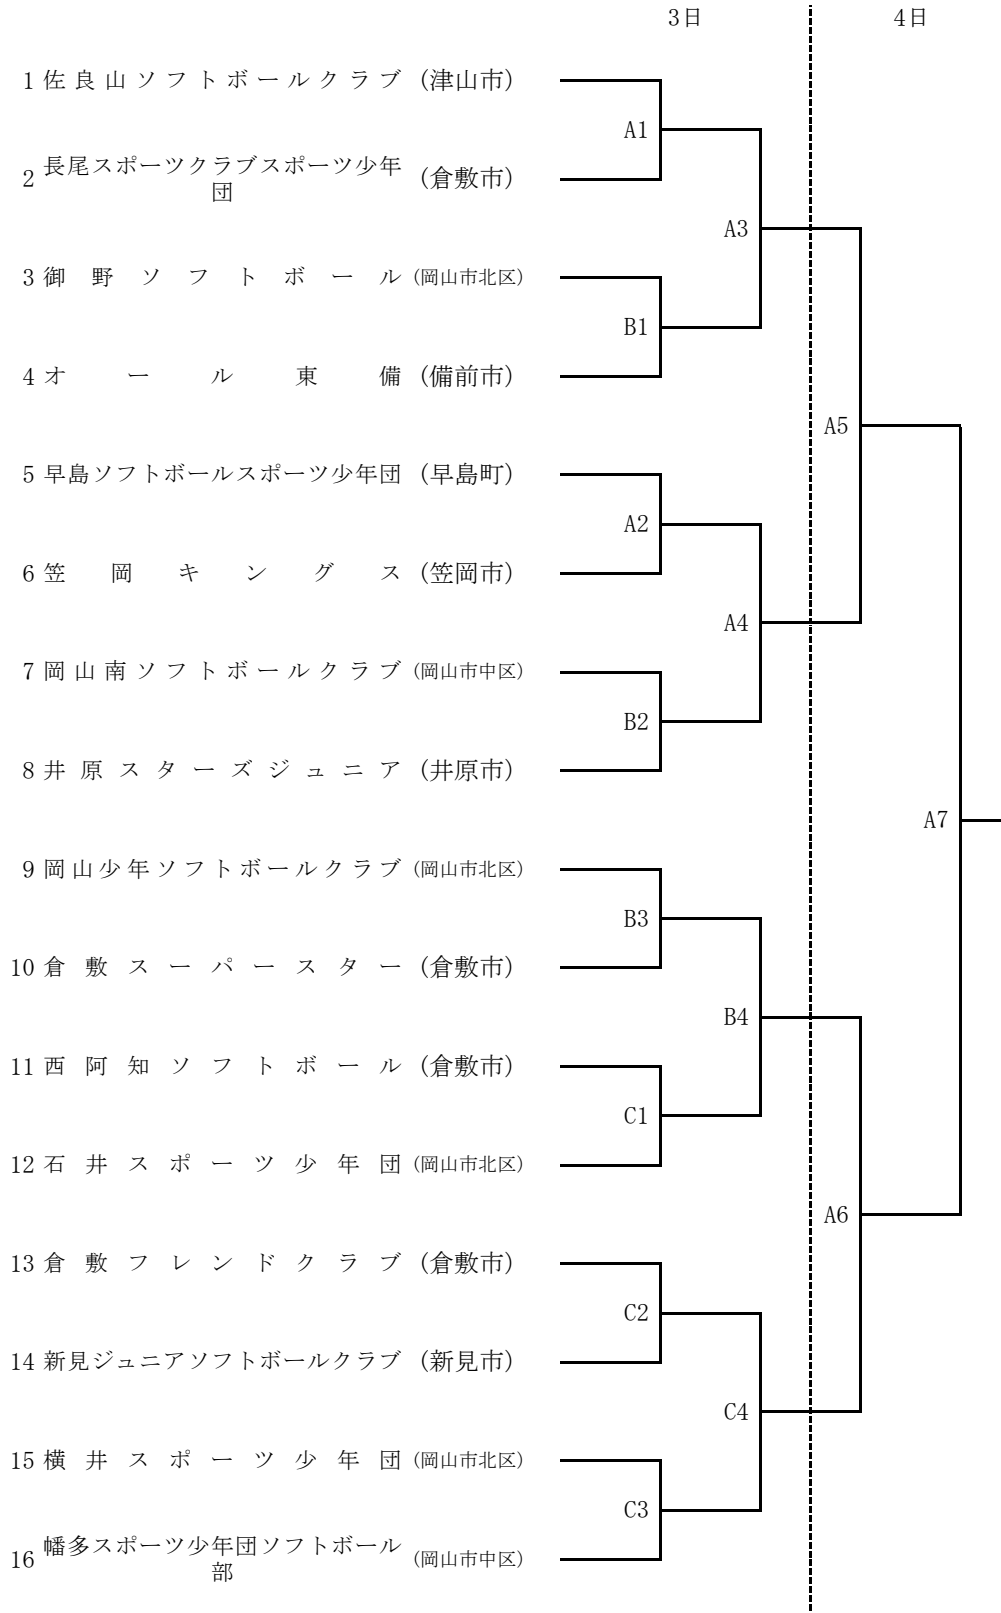 3日 4日
1 佐良山ソフトボールクラブ (津山市)
A1
2 長尾スポーツクラブスポーツ少年団 (倉敷市)
A3
3 御野ソフトボール (岡山市北区)
B1
4 オール東備 (備前市)
A5
5 早島ソフトボールスポーツ少年団 (早島町)
A2
6 笠岡キングス (笠岡市)
A4
7 岡山南ソフトボールクラブ (岡山市中区)
B2
8 井原スターズジュニア (井原市)
A7
9 岡山少年ソフトボールクラブ (岡山市北区)
B3
10 倉敷スーパースター (倉敷市)
B4
11 西阿知ソフトボール (倉敷市)
C1
12 石井スポーツ少年団 (岡山市北区)
A6
13 倉敷フレンドクラブ (倉敷市)
C2
14 新見ジュニアソフトボールクラブ (新見市)
C4
15 横井スポーツ少年団 (岡山市北区)
C3
16 幡多スポーツ少年団ソフトボール部 (岡山市中区)